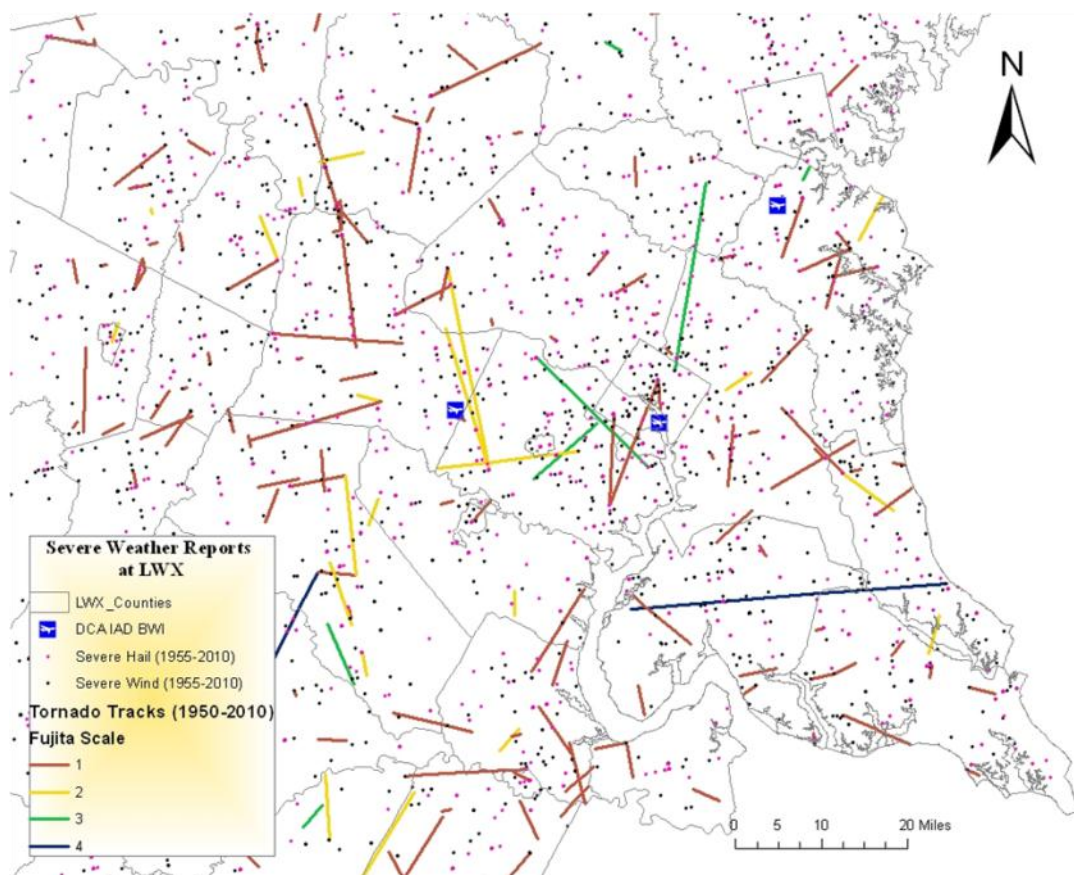 N
Severe Weather Reports
at LWX
LWX_Counties
DCA IAD BWI
Severe Hail (1955-2010)
Severe Wind (1955-2010)
Tornado Tracks (1950-2010)
Fujita Scale
1
2
3
4
0 5 10 20 Miles